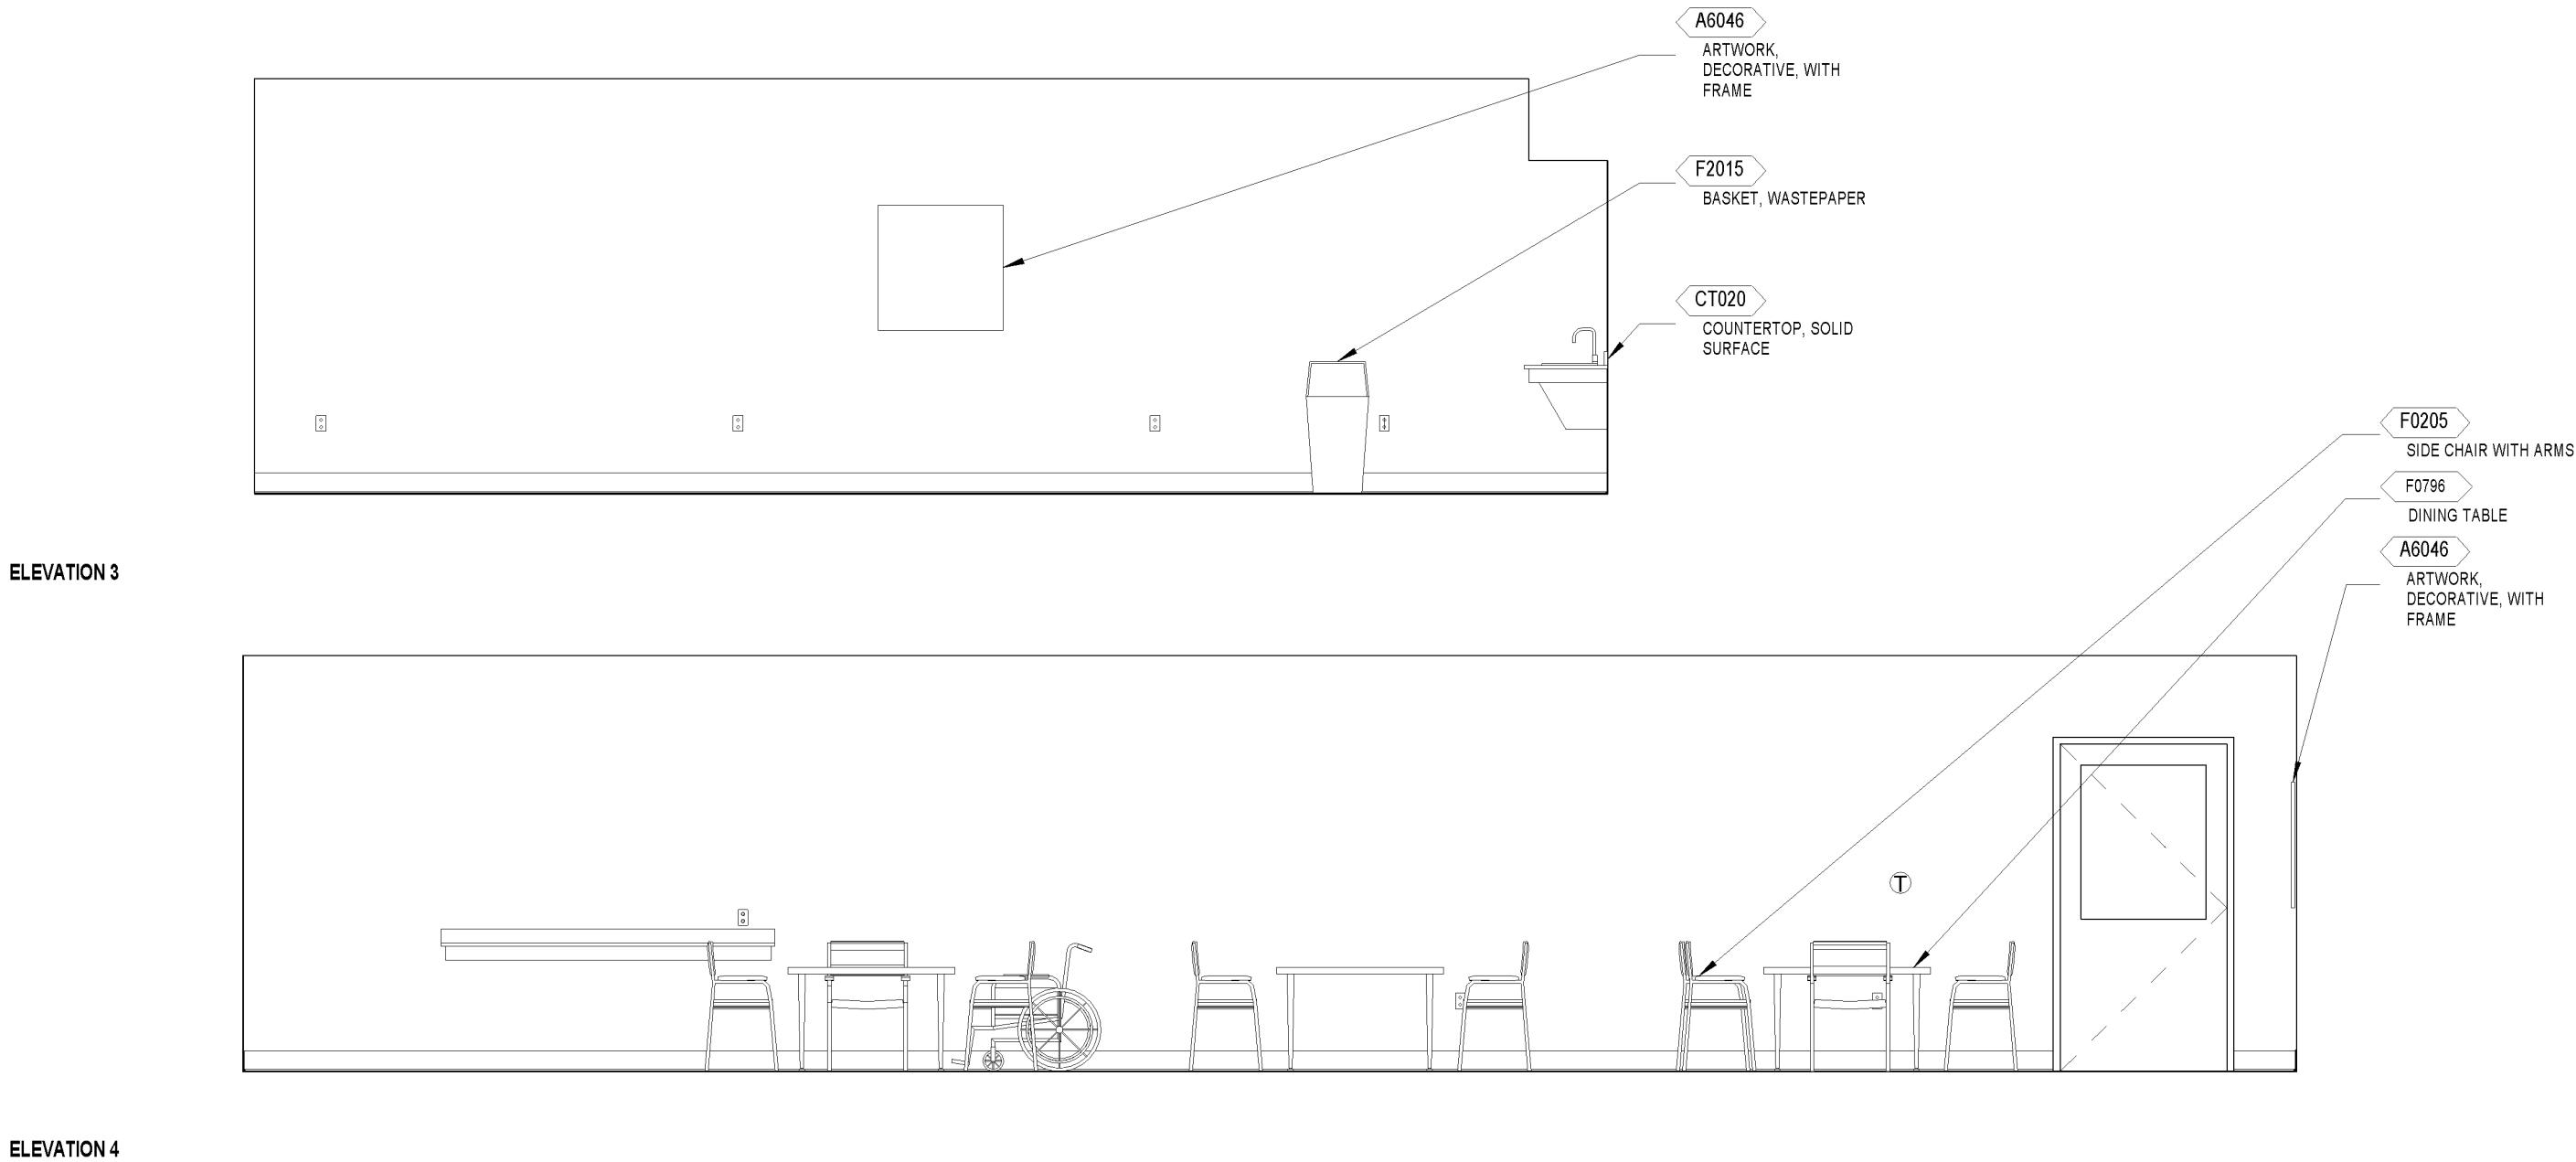 A6046
ARTWORK,
DECORATIVE, WITH
FRAME
F2015
BASKET, WASTEPAPER
CT020
COUNTERTOP, SOLID
SURFACE
ELEVATION 3
F0205
SIDE CHAIR WITH ARMS
F0796
DINING TABLE
A6046
ARTWORK,
DECORATIVE, WITH
FRAME
T
ELEVATION 4